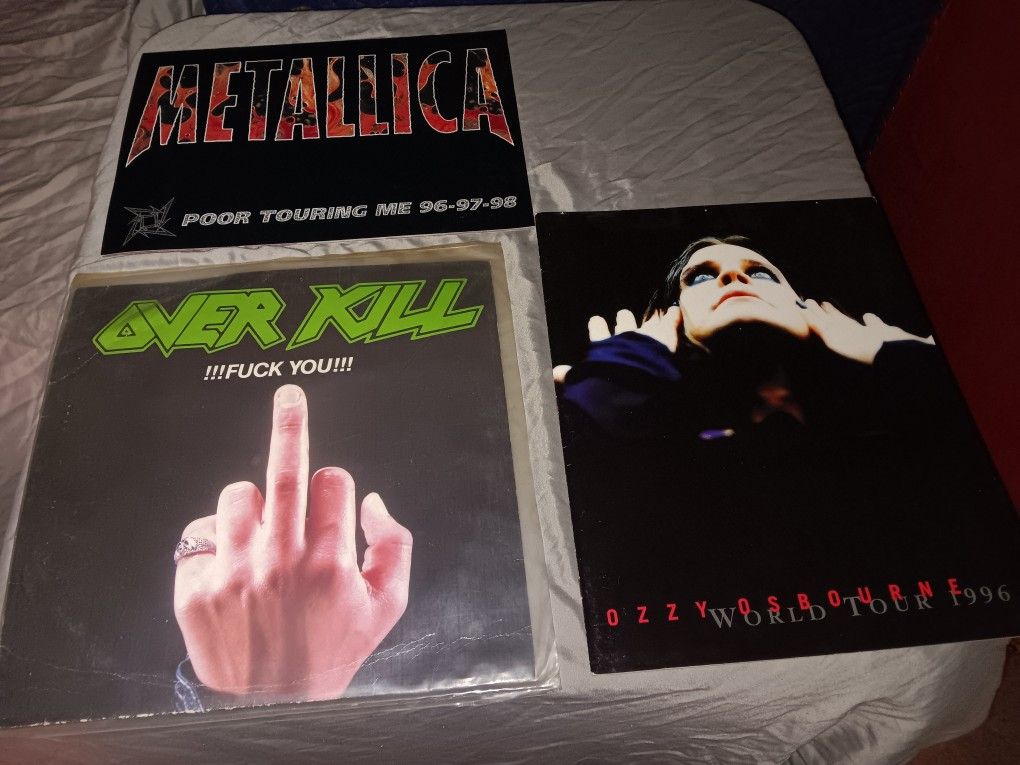 METALLICA
POOR TOURING ME 96-97-98
OVER KILL
!!!FUCK YOU!!!
OZZY OSBOURNE
WORLD TOUR 1996